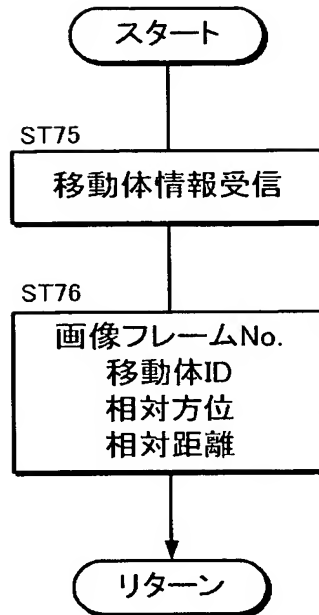 スタート
ST75
移動体情報受信
ST76
画像フレームNo.
移動体ID
相対方位
相対距離
リターン